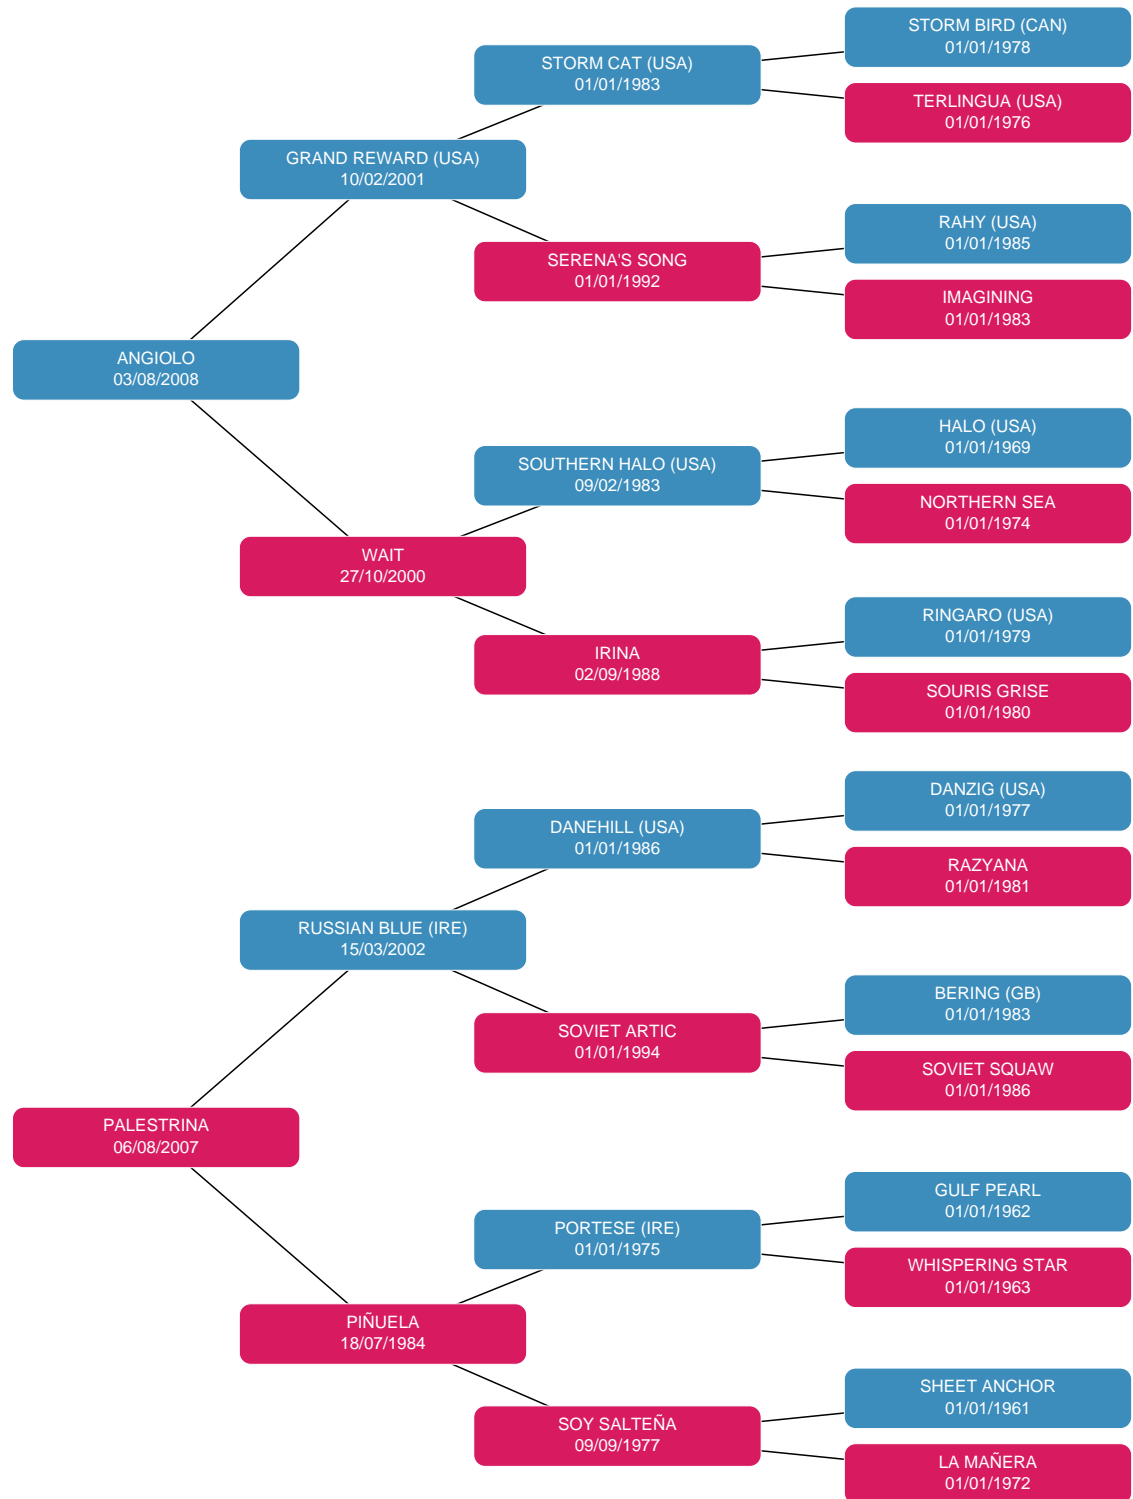 STORM BIRD (CAN)
01/01/1978
STORM CAT (USA)
01/01/1983
TERLINGUA (USA)
01/01/1976
GRAND REWARD (USA)
10/02/2001
RAHY (USA)
01/01/1985
SERENA'S SONG
01/01/1992
IMAGINING
01/01/1983
ANGIOLO
03/08/2008
HALO (USA)
01/01/1969
SOUTHERN HALO (USA)
09/02/1983
NORTHERN SEA
01/01/1974
WAIT
27/10/2000
RINGARO (USA)
01/01/1979
IRINA
02/09/1988
SOURIS GRISE
01/01/1980
DANZIG (USA)
01/01/1977
DANEHILL (USA)
01/01/1986
RAZYANA
01/01/1981
RUSSIAN BLUE (IRE)
15/03/2002
BERING (GB)
01/01/1983
SOVIET ARTIC
01/01/1994
SOVIET SQUAW
01/01/1986
PALESTRINA
06/08/2007
GULF PEARL
01/01/1962
PORTESE (IRE)
01/01/1975
WHISPERING STAR
01/01/1963
PIÑUELA
18/07/1984
SHEET ANCHOR
01/01/1961
SOY SALTEÑA
09/09/1977
LA MAÑERA
01/01/1972